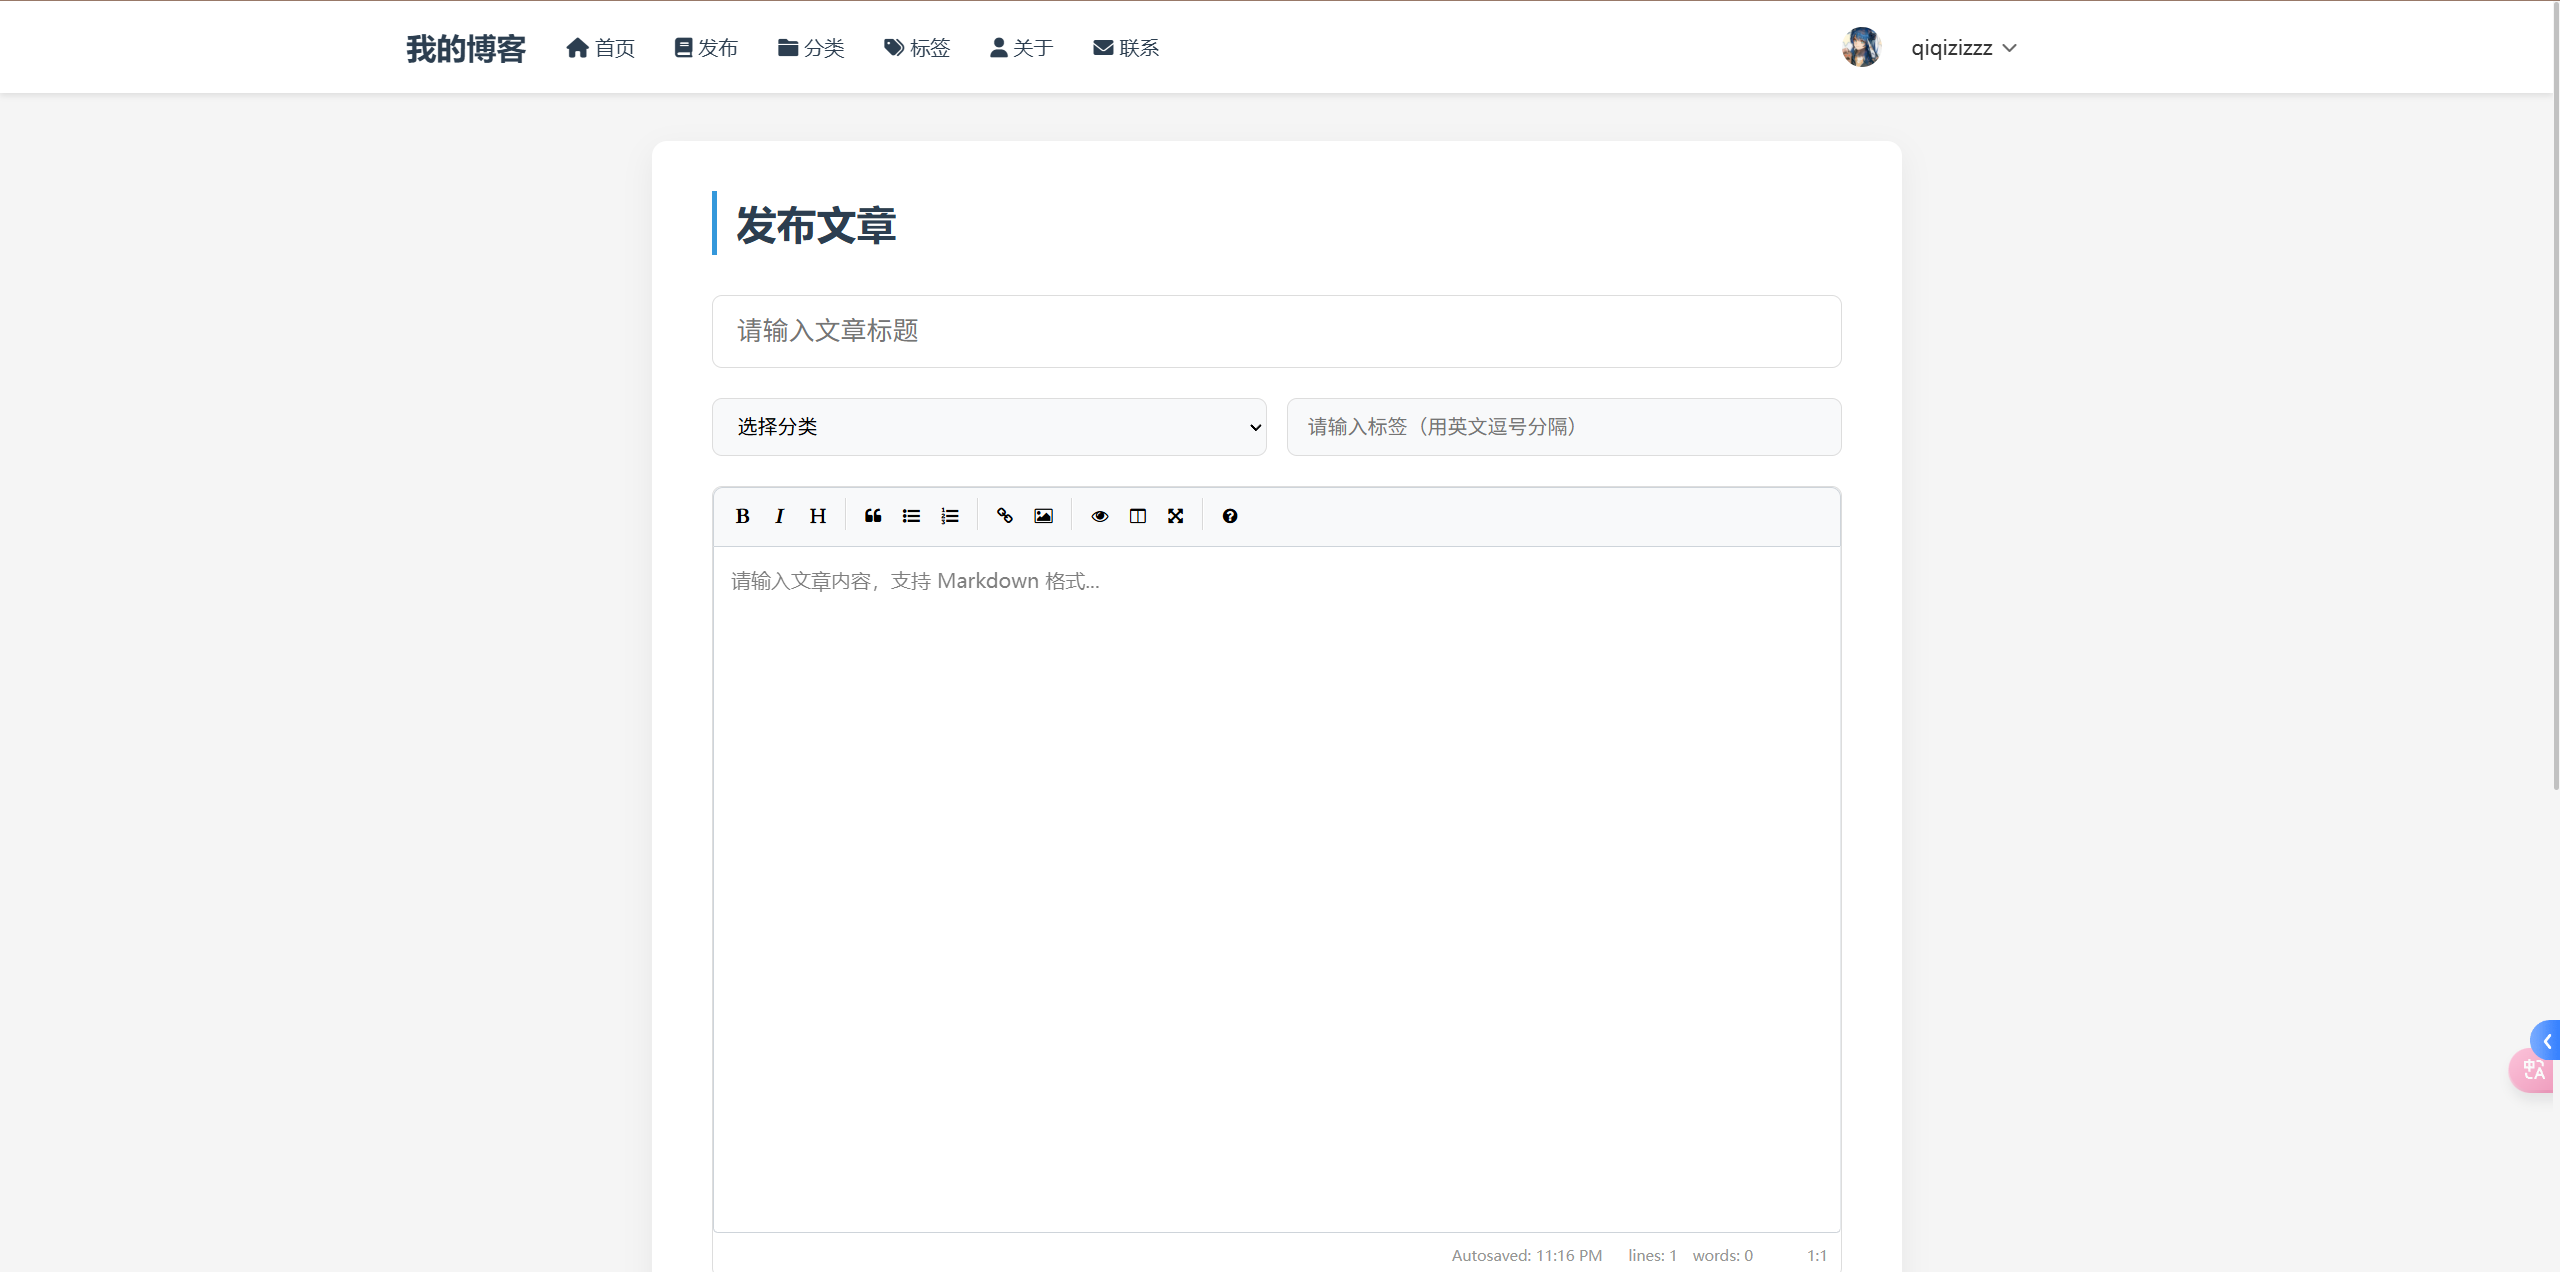 我的博客 首页 发布 分类 标签 关于 联系 qiqizizzz
发布文章
请输入文章标题
选择分类 请输入标签（用英文逗号分隔）
B I H
请输入文章内容，支持 Markdown 格式...
Autosaved: 11:16 PM lines: 1 words: 0 1:1
中A